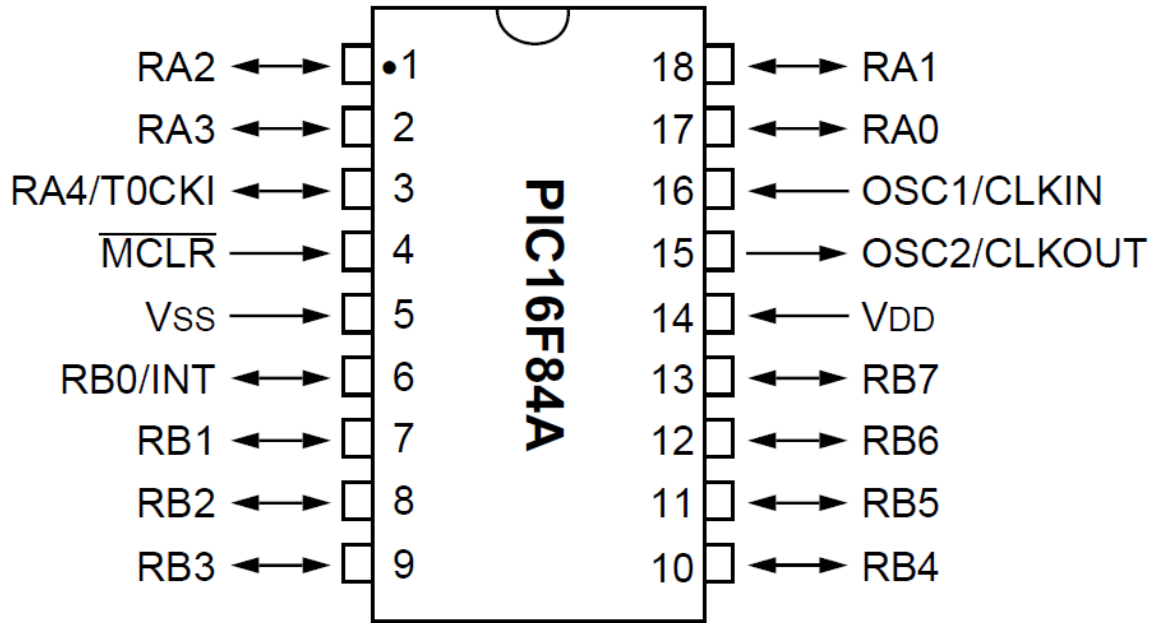 RA2 •1 18 RA1
RA3 2 17 RA0
RA4/T0CKI 3 16 OSC1/CLKIN
M̅C̅L̅R̅ 4 15 OSC2/CLKOUT
VSS 5 14 VDD
RB0/INT 6 13 RB7
RB1 7 12 RB6
RB2 8 11 RB5
RB3 9 10 RB4
PIC16F84A